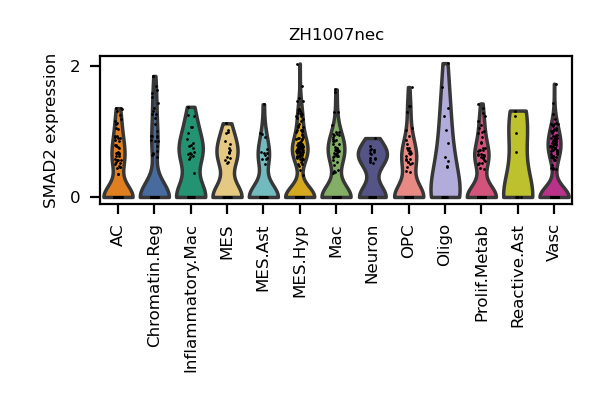 ZH1007nec
SMAD2 expression
2
0
AC
Chromatin.Reg
Inflammatory.Mac
MES
MES.Ast
MES.Hyp
Mac
Neuron
OPC
Oligo
Prolif.Metab
Reactive.Ast
Vasc